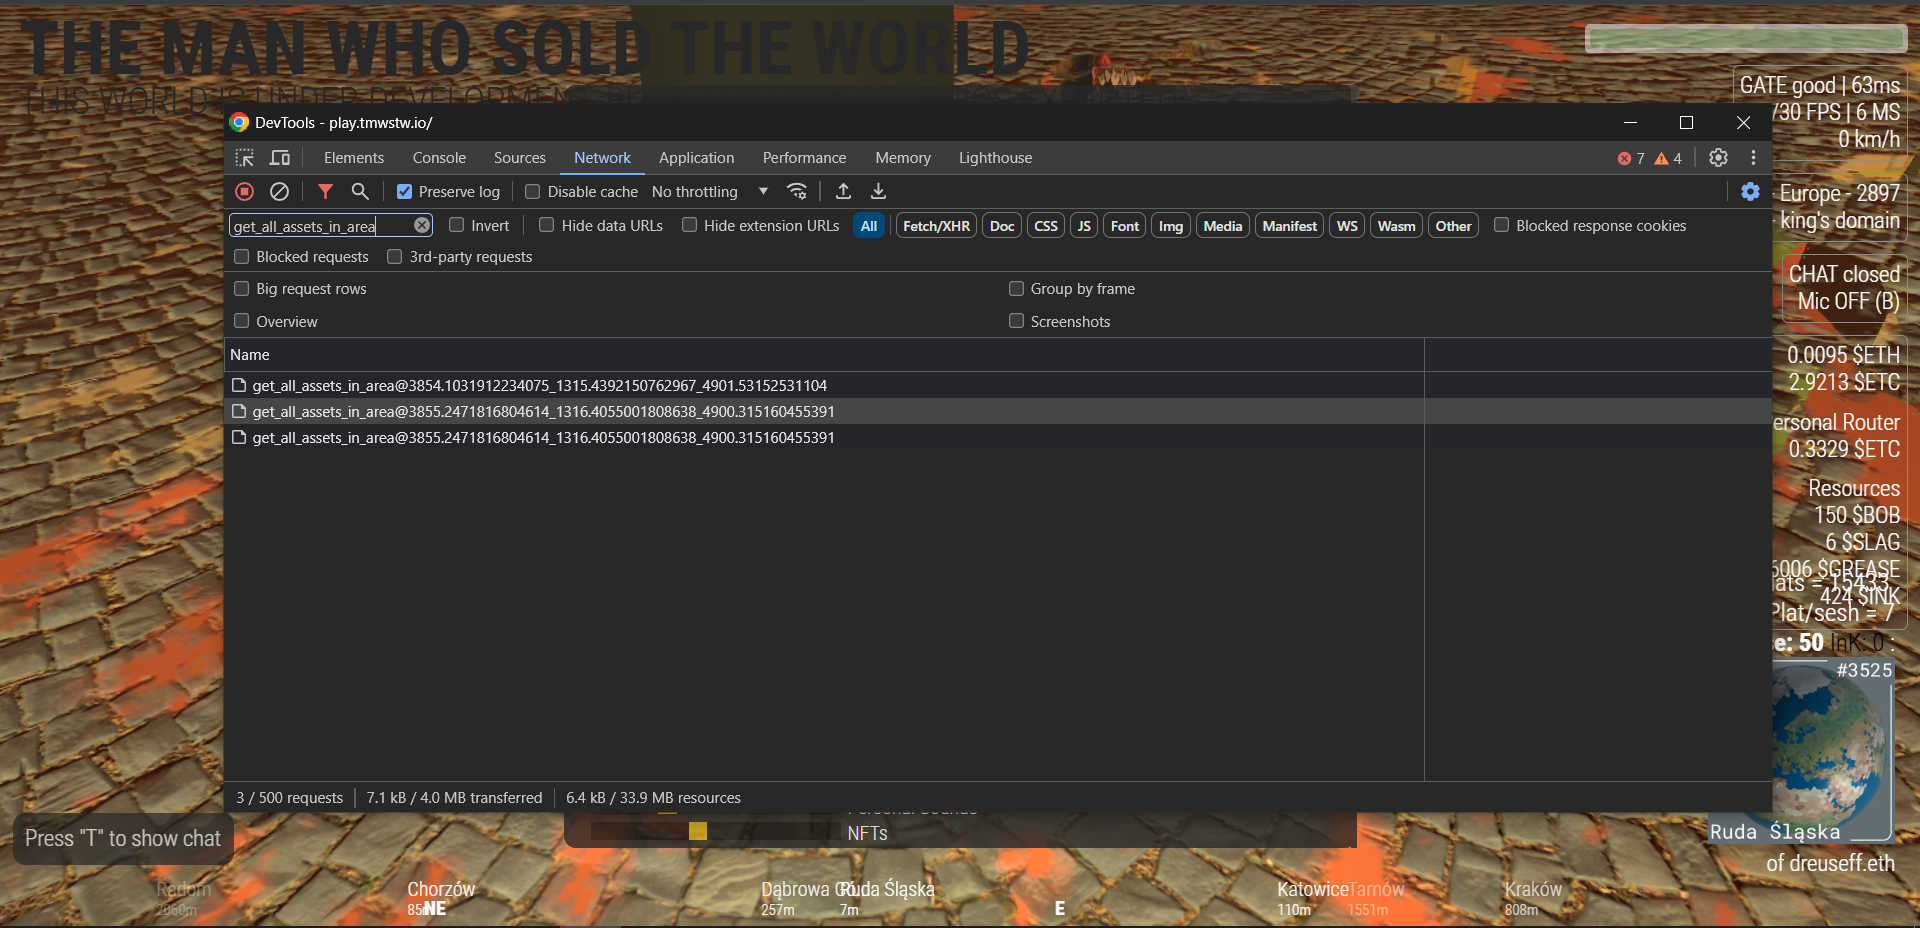 THE MAN WHO SOLD THE WORLD
THIS WORLD IS UNDER DEVELOPMENT
DevTools - play.tmwstw.io/
Elements Console Sources Network Application Performance Memory Lighthouse 7 4
Preserve log Disable cache No throttling
get_all_assets_in_area Invert Hide data URLs Hide extension URLs All Fetch/XHR Doc CSS JS Font Img Media Manifest WS Wasm Other Blocked response cookies
Blocked requests 3rd-party requests
Big request rows Group by frame
Overview Screenshots
Name
get_all_assets_in_area@3854.1031912234075_1315.4392150762967_4901.53152531104
get_all_assets_in_area@3855.2471816804614_1316.4055001808638_4900.315160455391
get_all_assets_in_area@3855.2471816804614_1316.4055001808638_4900.315160455391
3 / 500 requests 7.1 kB / 4.0 MB transferred 6.4 kB / 33.9 MB resources
GATE good | 63ms
/30 FPS | 6 MS
0 km/h
Europe - 2897
king's domain
CHAT closed
Mic OFF (B)
0.0095 $ETH
2.9213 $ETC
ersonal Router
0.3329 $ETC
Resources
150 $BOB
6 $SLAG
6006 $GREASE
ats = 15433
424 $INK
Plat/sesh = 7
e: 50 InK: 0 :
#3525
Ruda Śląska
of dreuseff.eth
NFTs
Press "T" to show chat
Redom Chorzów Dąbrowa Gó Ruda Śląska Katowice Tarnów Kraków
2060m 85m NE 257m 7m E 110m 1551m 808m